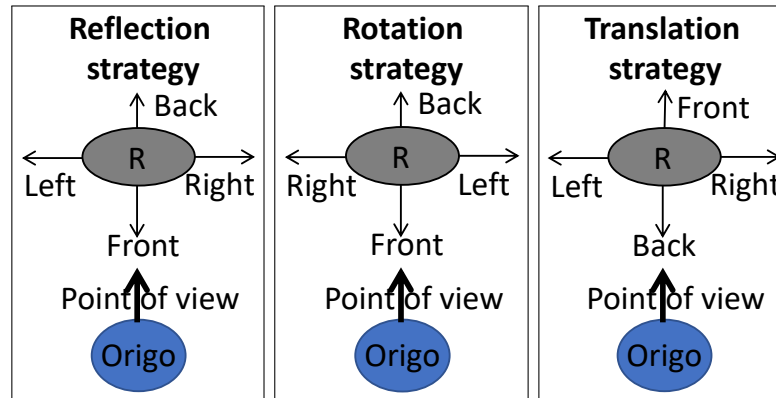 Reflection
strategy
Back
R
Left
Right
Front
Point of view
Origo
Rotation
strategy
Back
R
Right
Left
Front
Point of view
Origo
Translation
strategy
Front
R
Left
Right
Back
Point of view
Origo